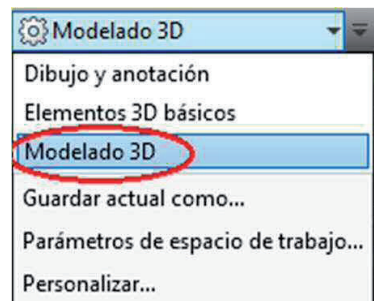 Modelado 3D
Dibujo y anotación
Elementos 3D básicos
Modelado 3D
Guardar actual como...
Parámetros de espacio de trabajo...
Personalizar...